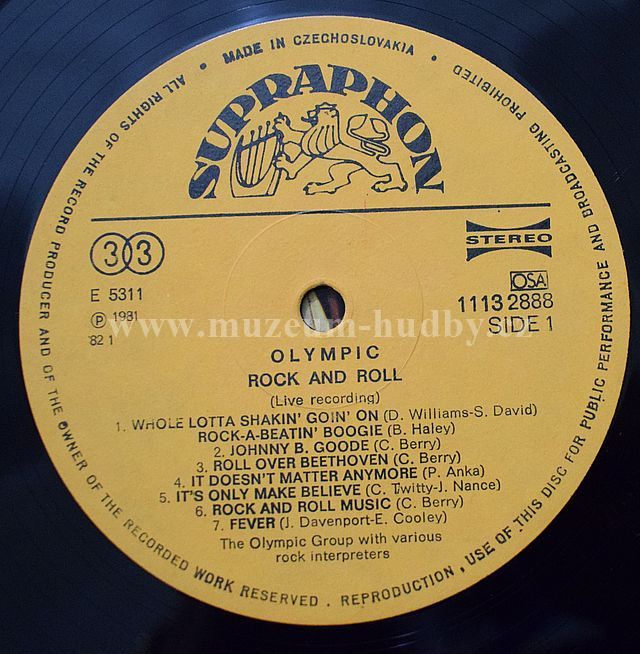 • MADE IN CZECHOSLOVAKIA •
ALL RIGHTS OF THE RECORD PRODUCER AND OF THE OWNER OF THE RECORDED WORK RESERVED . REPRODUCTION, USE OF THIS DISC FOR PUBLIC PERFORMANCE AND BROADCASTING PROHIBITED
SUPRAPHON
33
STEREO
E 5311
Ⓟ 1981
'82 1
OSA
1113 2888
SIDE 1
www.muzeum-hudby.cz
OLYMPIC
ROCK AND ROLL
(Live recording)
1. WHOLE LOTTA SHAKIN' GOIN' ON (D. Williams-S. David)
ROCK-A-BEATIN' BOOGIE (B. Haley)
2. JOHNNY B. GOODE (C. Berry)
3. ROLL OVER BEETHOVEN (C. Berry)
4. IT DOESN'T MATTER ANYMORE (P. Anka)
5. IT'S ONLY MAKE BELIEVE (C. Twitty-J. Nance)
6. ROCK AND ROLL MUSIC (C. Berry)
7. FEVER (J. Davenport-E. Cooley)
The Olympic Group with various
rock interpreters